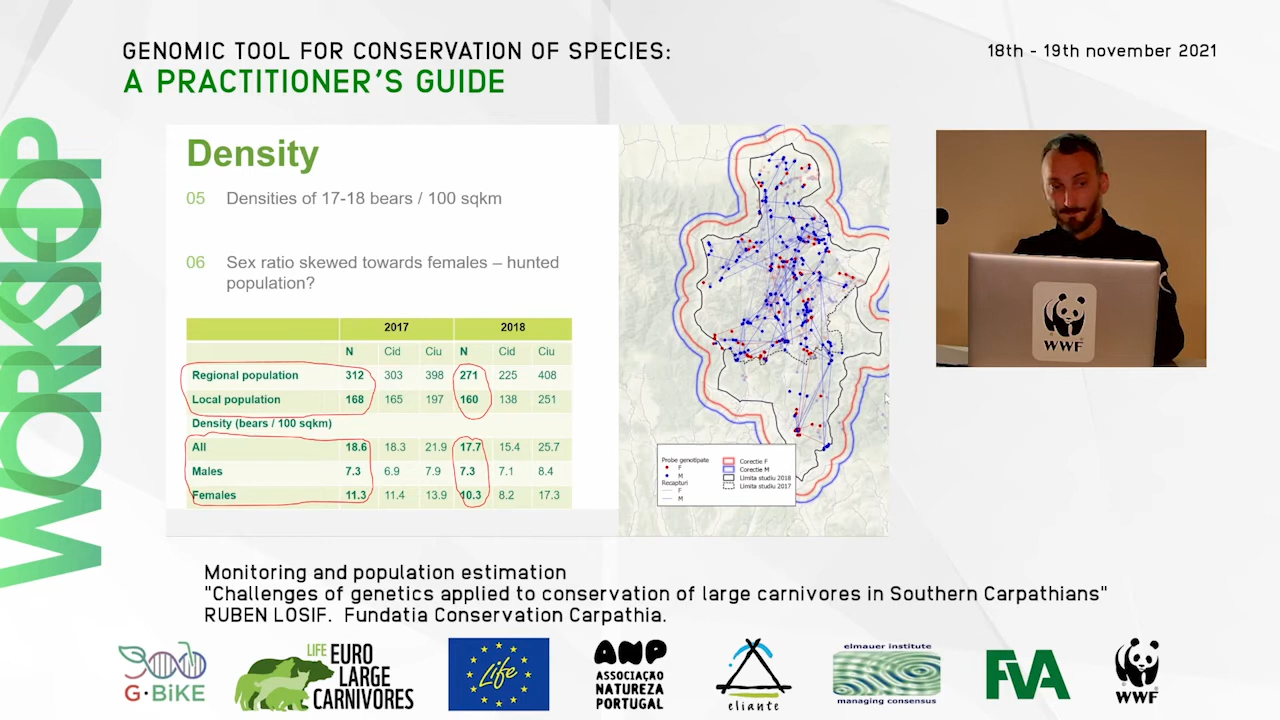 GENOMIC TOOL FOR CONSERVATION OF SPECIES:
18th - 19th november 2021
A PRACTITIONER'S GUIDE
WORKSHOP
Density
05 Densities of 17-18 bears / 100 sqkm
06 Sex ratio skewed towards females – hunted
population?
2017 2018
N Cid Ciu N Cid Ciu
Regional population 312 303 398 271 225 408
Local population 168 165 197 160 138 251
Density (bears / 100 sqkm)
All 18.6 18.3 21.9 17.7 15.4 25.7
Males 7.3 6.9 7.9 7.3 7.1 8.4
Females 11.3 11.4 13.9 10.3 8.2 17.3
Probe genotipate
F
M
Recapturi
F
M
Corectie F
Corectie M
Limita studiu 2018
Limita studiu 2017
WWF
Monitoring and population estimation
"Challenges of genetics applied to conservation of large carnivores in Southern Carpathians"
RUBEN LOSIF. Fundatia Conservation Carpathia.
G·BiKE
LIFE EURO
LARGE
CARNIVORES
Life
ANP
ASSOCIAÇÃO
NATUREZA
PORTUGAL
eliante
elmauer institute
managing consensus
FVA
WWF